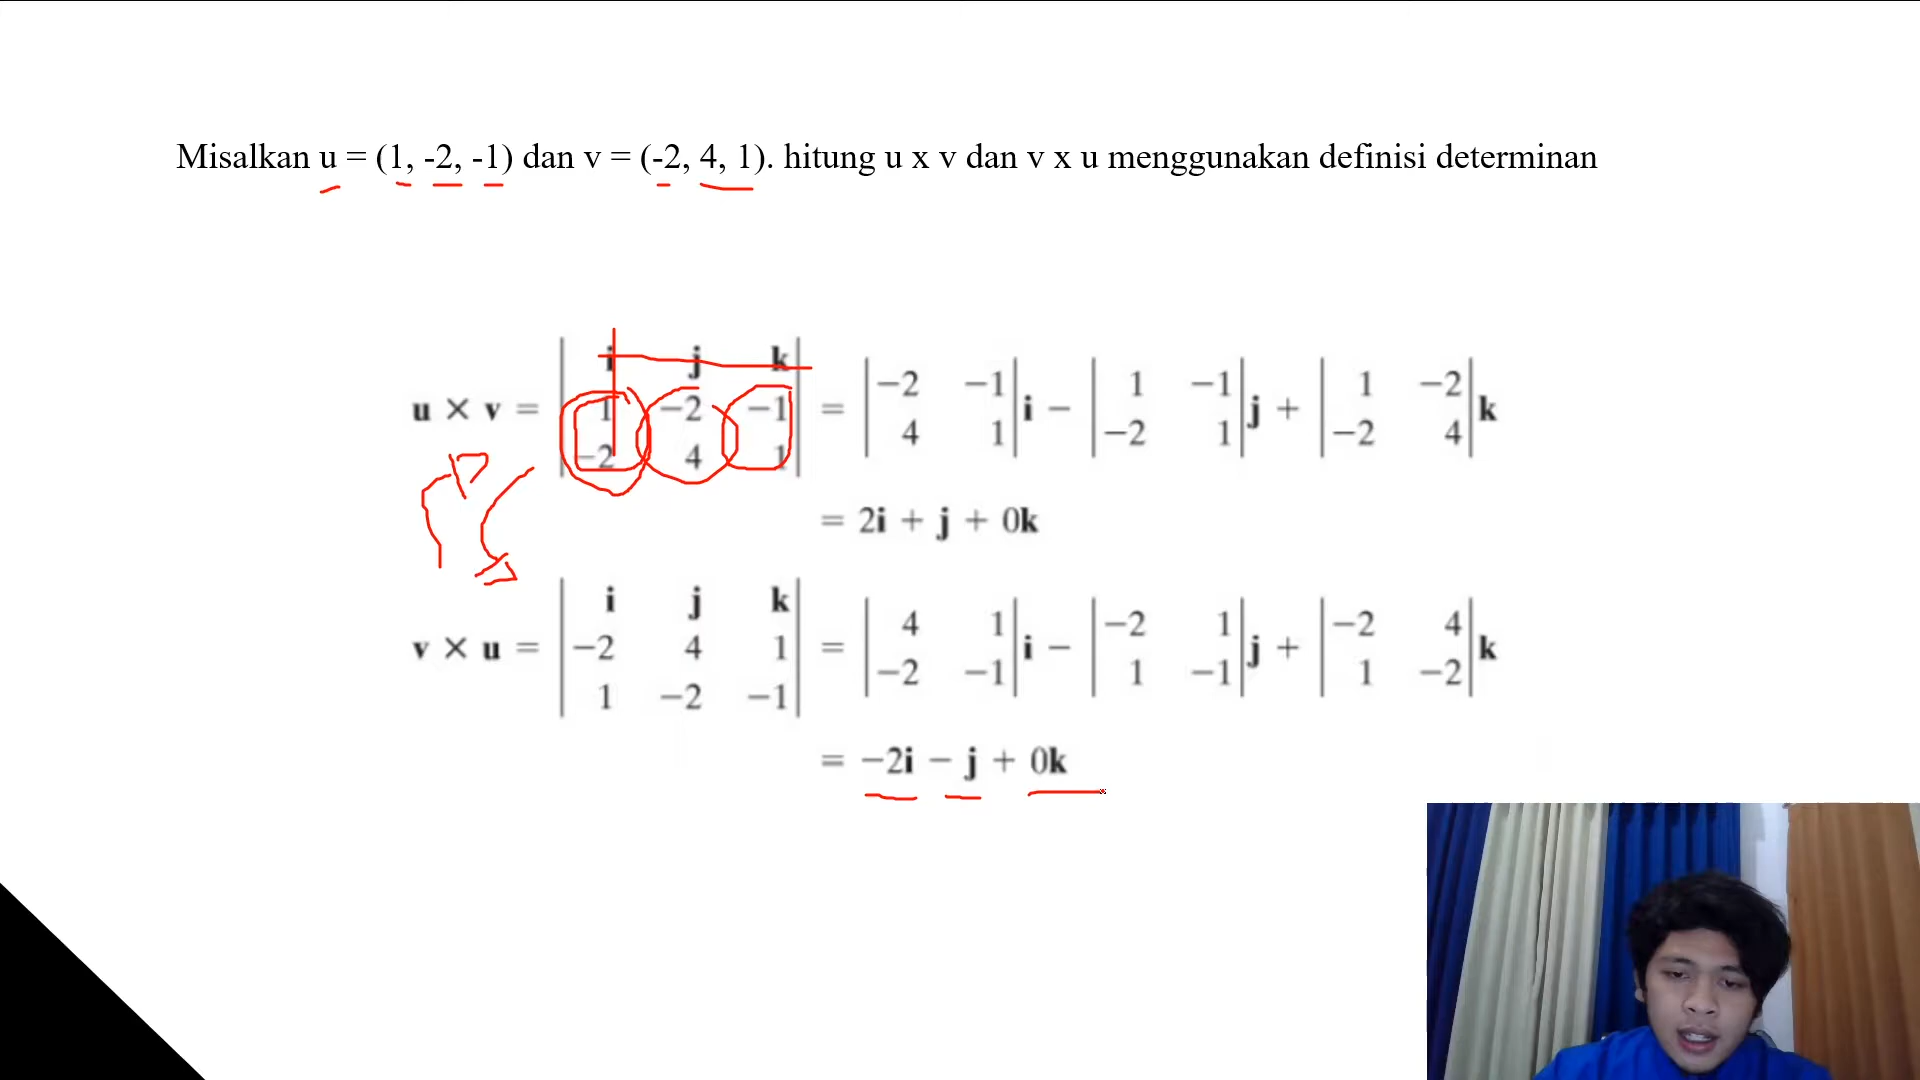 Misalkan u = (1, -2, -1) dan v = (-2, 4, 1). hitung u x v dan v x u menggunakan definisi determinan
u × v = | i j k ; 1 −2 −1 ; −2 4 1 | = | −2 −1 ; 4 1 | i − | 1 −1 ; −2 1 | j + | 1 −2 ; −2 4 | k
= 2i + j + 0k
v × u = | i j k ; −2 4 1 ; 1 −2 −1 | = | 4 1 ; −2 −1 | i − | −2 1 ; 1 −1 | j + | −2 4 ; 1 −2 | k
= −2i − j + 0k